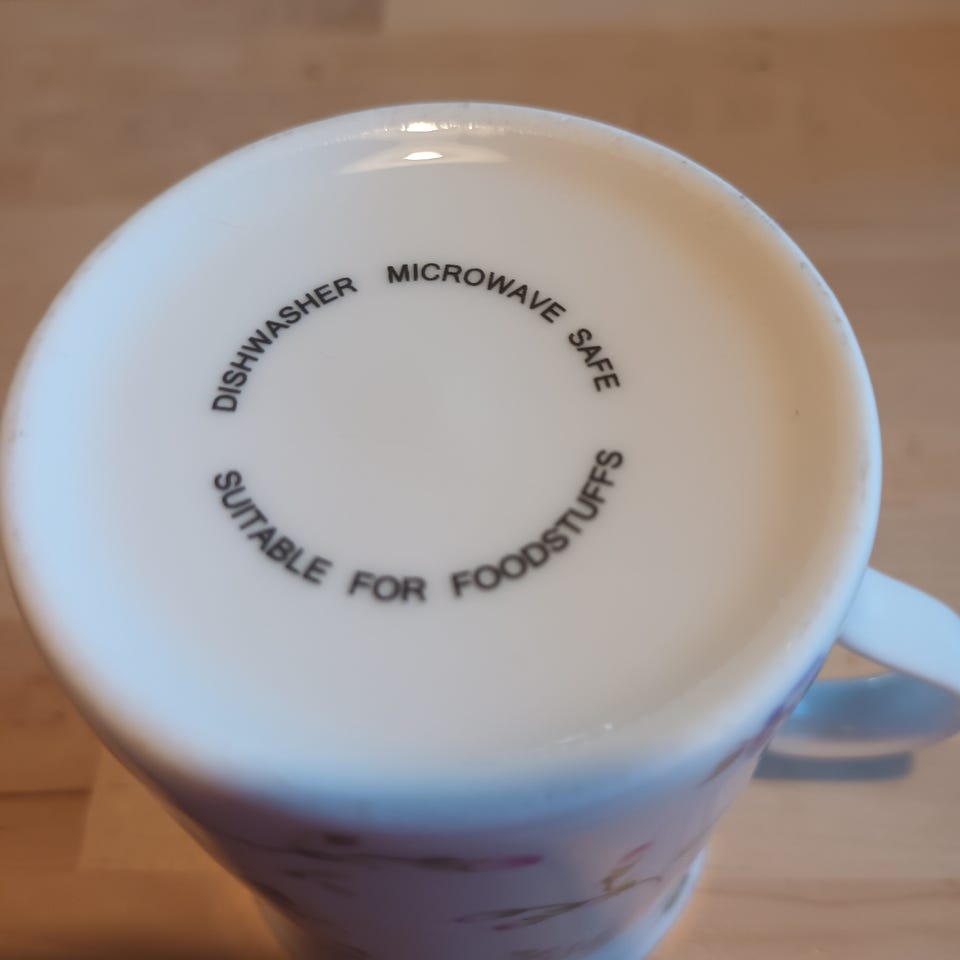 DISHWASHER MICROWAVE SAFE
SUITABLE FOR FOODSTUFFS